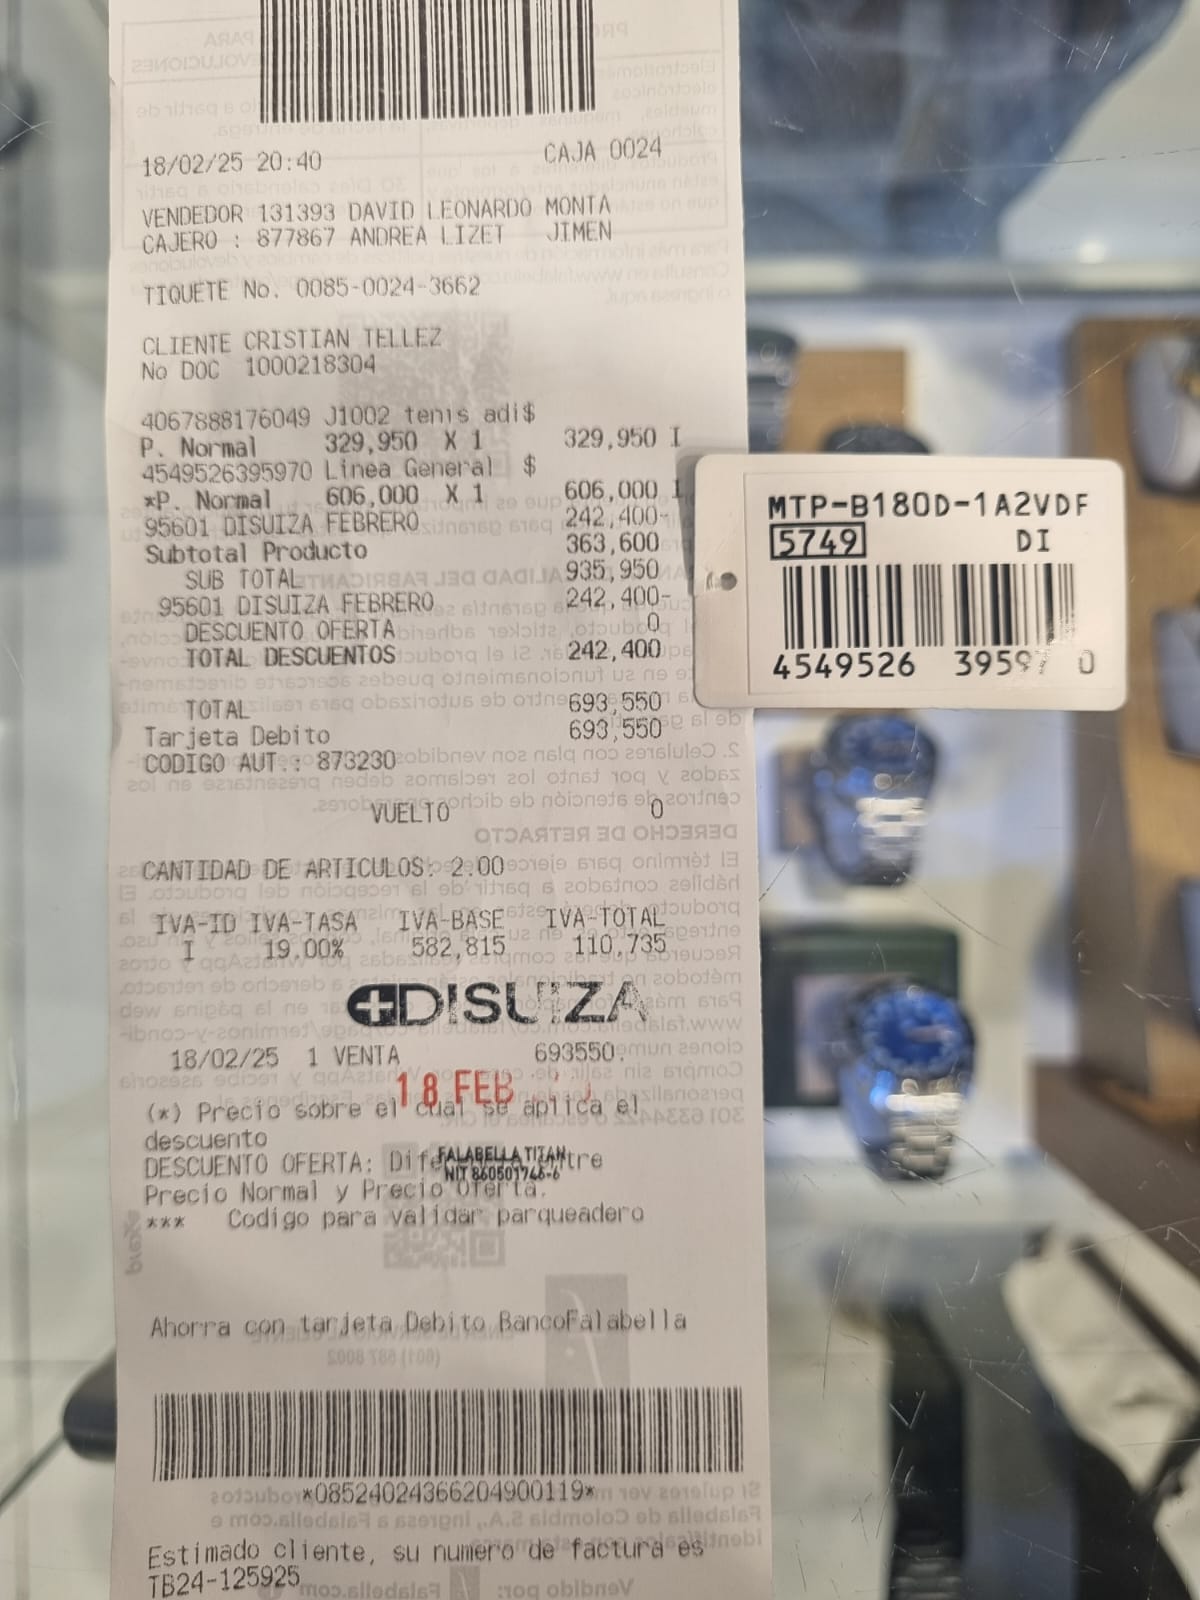 18/02/25 20:40 CAJA 0024
VENDEDOR 131393 DAVID LEONARDO MONTA
CAJERO : 877867 ANDREA LIZET JIMEN
TIQUETE No. 0085-0024-3662
CLIENTE CRISTIAN TELLEZ
No DOC 1000218304
4067888176049 J1002 tenis adi$
P. Normal 329,950 X 1 329,950 I
4549526395970 Linea General $
*P. Normal 606,000 X 1 606,000 I
95601 DISUIZA FEBRERO 242,400-
Subtotal Producto 363,600
SUB TOTAL 935,950
95601 DISUIZA FEBRERO 242,400-
DESCUENTO OFERTA 0
TOTAL DESCUENTOS 242,400
TOTAL 693,550
Tarjeta Debito 693,550
CODIGO AUT.: 873230
VUELTO 0
CANTIDAD DE ARTICULOS: 2.00
IVA-ID IVA-TASA IVA-BASE IVA-TOTAL
I 19.00% 582,815 110,735
DISUIZA
18/02/25 1 VENTA 693550.
18 FEB
(*) Precio sobre el cual se aplica el
descuento
FALABELLA TITAN
NIT 860501746-6
DESCUENTO OFERTA:
Precio Normal y Precio Oferta.
*** Codigo para validar parqueadero
Ahorra con tarjeta Debito BancoFalabella
*08524024366204900119*
Estimado cliente, su numero de factura es
TB24-125925
MTP-B180D-1A2VDF
5749 DI
4549526 395970